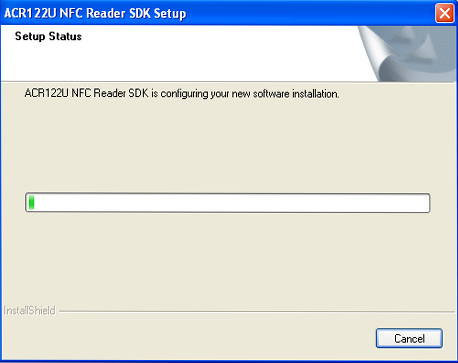 ACR122U NFC Reader SDK Setup
Setup Status
ACR122U NFC Reader SDK is configuring your new software installation.
InstallShield
Cancel